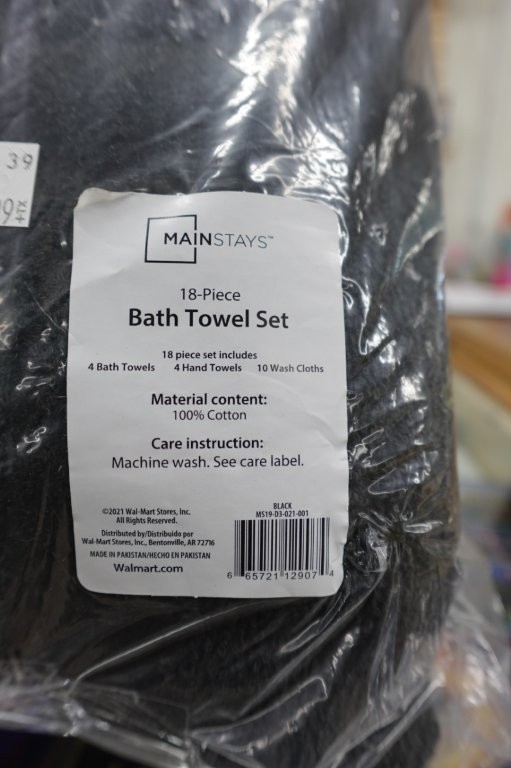 39
9
+TX
MAINSTAYS™
18-Piece
Bath Towel Set
18 piece set includes
4 Bath Towels 4 Hand Towels 10 Wash Cloths
Material content:
100% Cotton
Care instruction:
Machine wash. See care label.
©2021 Wal-Mart Stores, Inc.
All Rights Reserved.
Distributed by/Distribuido por
Wal-Mart Stores, Inc., Bentonville, AR 72716
MADE IN PAKISTAN/HECHO EN PAKISTAN
Walmart.com
BLACK
MS19-D3-021-001
6 65721 12907 4